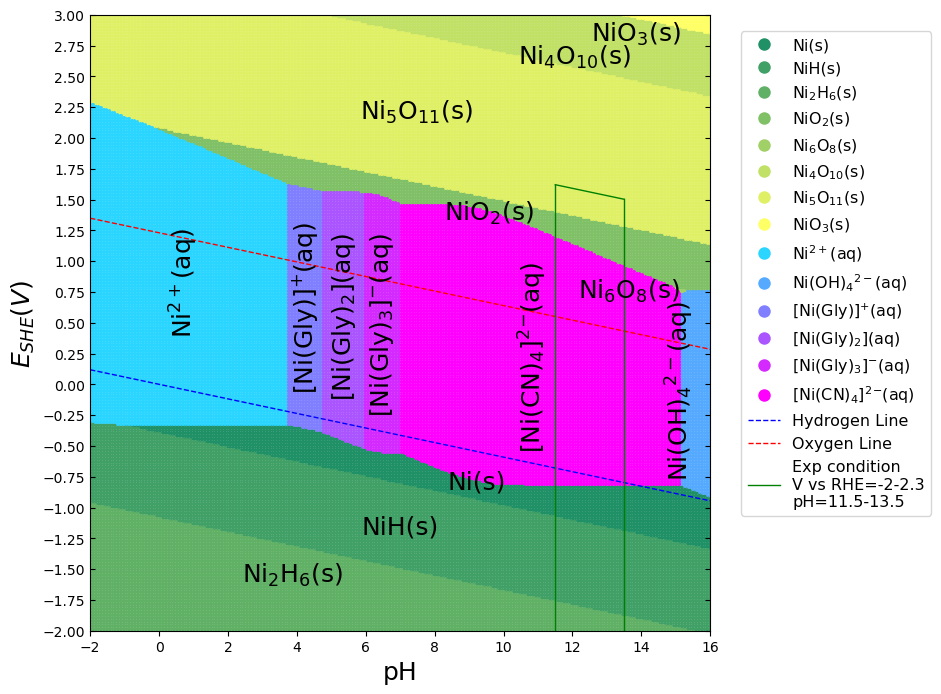 3.00
2.75
2.50
2.25
2.00
1.75
1.50
1.25
1.00
0.75
0.50
0.25
0.00
−0.25
−0.50
−0.75
−1.00
−1.25
−1.50
−1.75
−2.00
E_SHE(V)
−2 0 2 4 6 8 10 12 14 16
pH
NiO₃(s)
Ni₄O₁₀(s)
Ni₅O₁₁(s)
NiO₂(s)
Ni₆O₈(s)
Ni²⁺(aq)
[Ni(Gly)]⁺(aq)
[Ni(Gly)₂](aq)
[Ni(Gly)₃]⁻(aq)
[Ni(CN)₄]²⁻(aq)
Ni(OH)₄²⁻(aq)
Ni(s)
NiH(s)
Ni₂H₆(s)
Ni(s)
NiH(s)
Ni₂H₆(s)
NiO₂(s)
Ni₆O₈(s)
Ni₄O₁₀(s)
Ni₅O₁₁(s)
NiO₃(s)
Ni²⁺(aq)
Ni(OH)₄²⁻(aq)
[Ni(Gly)]⁺(aq)
[Ni(Gly)₂](aq)
[Ni(Gly)₃]⁻(aq)
[Ni(CN)₄]²⁻(aq)
Hydrogen Line
Oxygen Line
Exp condition
V vs RHE=-2-2.3
pH=11.5-13.5